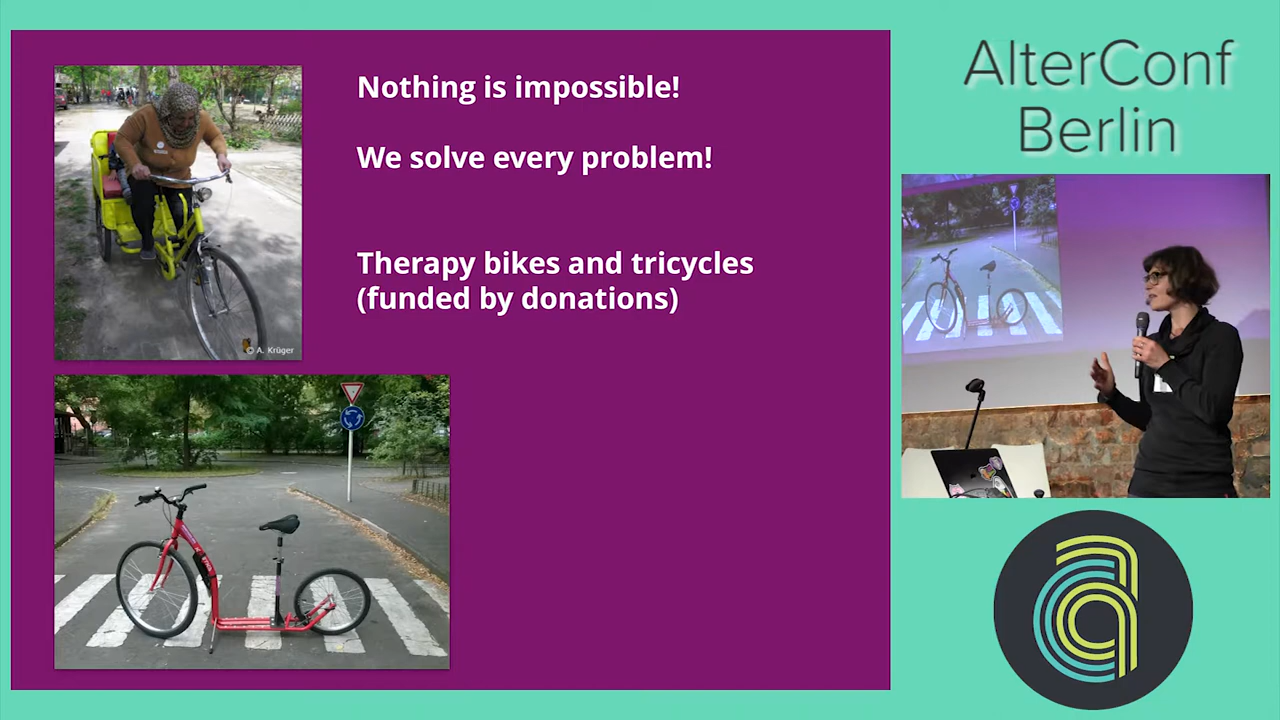 Nothing is impossible!
We solve every problem!
Therapy bikes and tricycles
(funded by donations)
© A. Krüger
AlterConf
Berlin